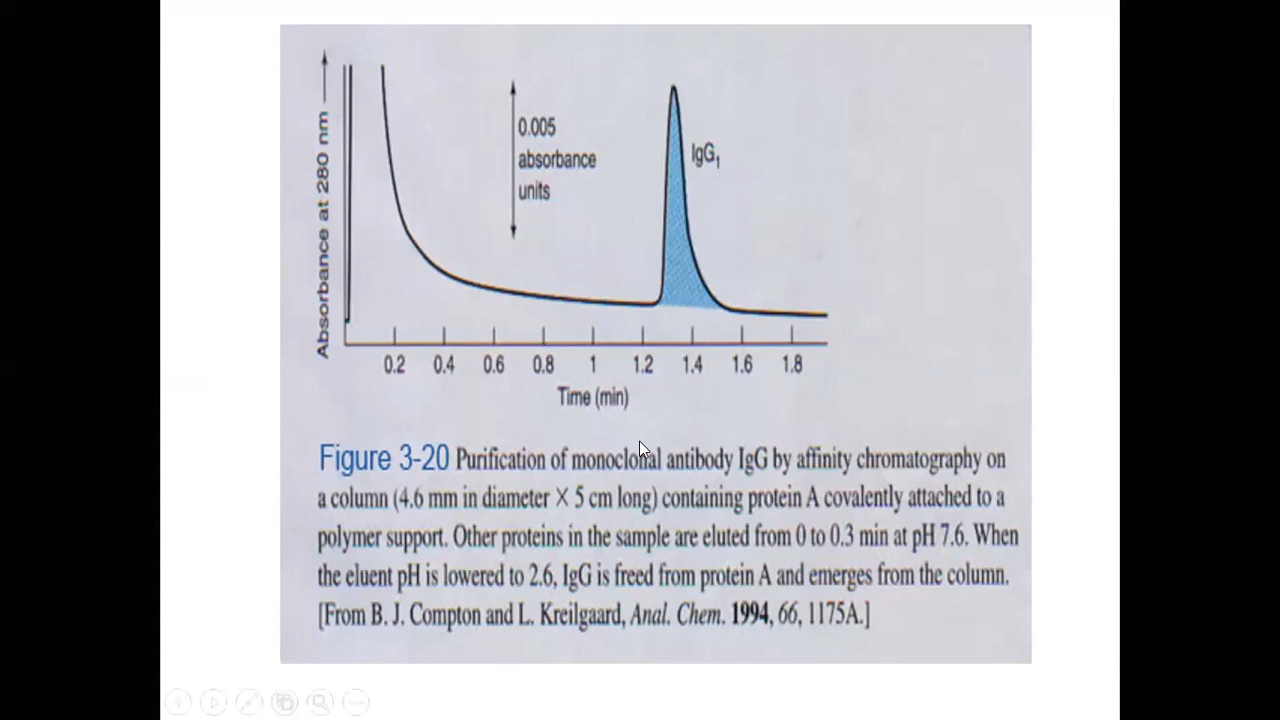 Absorbance at 280 nm
0.005
absorbance
units
IgG₁
0.2 0.4 0.6 0.8 1 1.2 1.4 1.6 1.8
Time (min)
Figure 3-20 Purification of monoclonal antibody IgG by affinity chromatography on
a column (4.6 mm in diameter × 5 cm long) containing protein A covalently attached to a
polymer support. Other proteins in the sample are eluted from 0 to 0.3 min at pH 7.6. When
the eluent pH is lowered to 2.6, IgG is freed from protein A and emerges from the column.
[From B. J. Compton and L. Kreilgaard, Anal. Chem. 1994, 66, 1175A.]